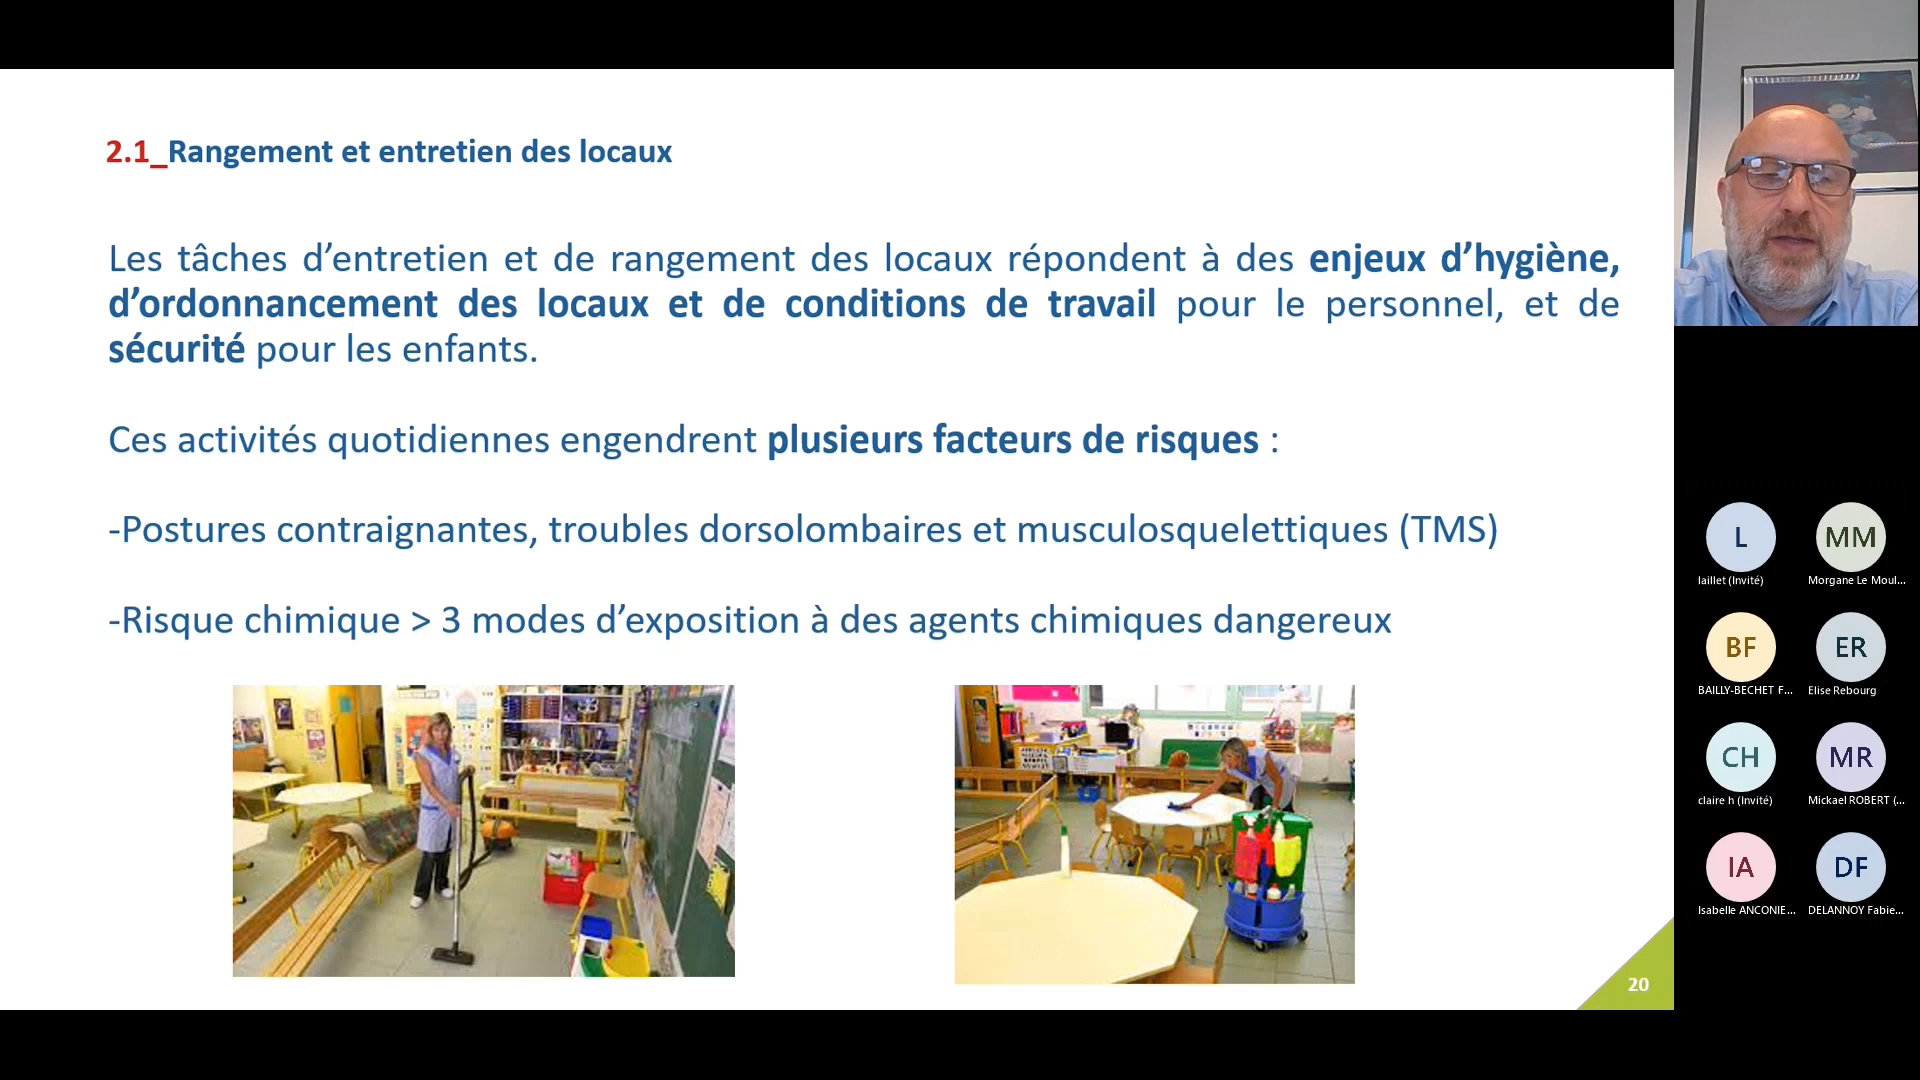 2.1_Rangement et entretien des locaux
Les tâches d’entretien et de rangement des locaux répondent à des enjeux d’hygiène,
d’ordonnancement des locaux et de conditions de travail pour le personnel, et de
sécurité pour les enfants.
Ces activités quotidiennes engendrent plusieurs facteurs de risques :
-Postures contraignantes, troubles dorsolombaires et musculosquelettiques (TMS)
-Risque chimique > 3 modes d’exposition à des agents chimiques dangereux
20
L
laillet (Invité)
MM
Morgane Le Moul...
BF
BAILLY-BECHET F...
ER
Elise Rebourg
CH
claire h (Invité)
MR
Mickael ROBERT (...
IA
Isabelle ANCONIE...
DF
DELANNOY Fabie...